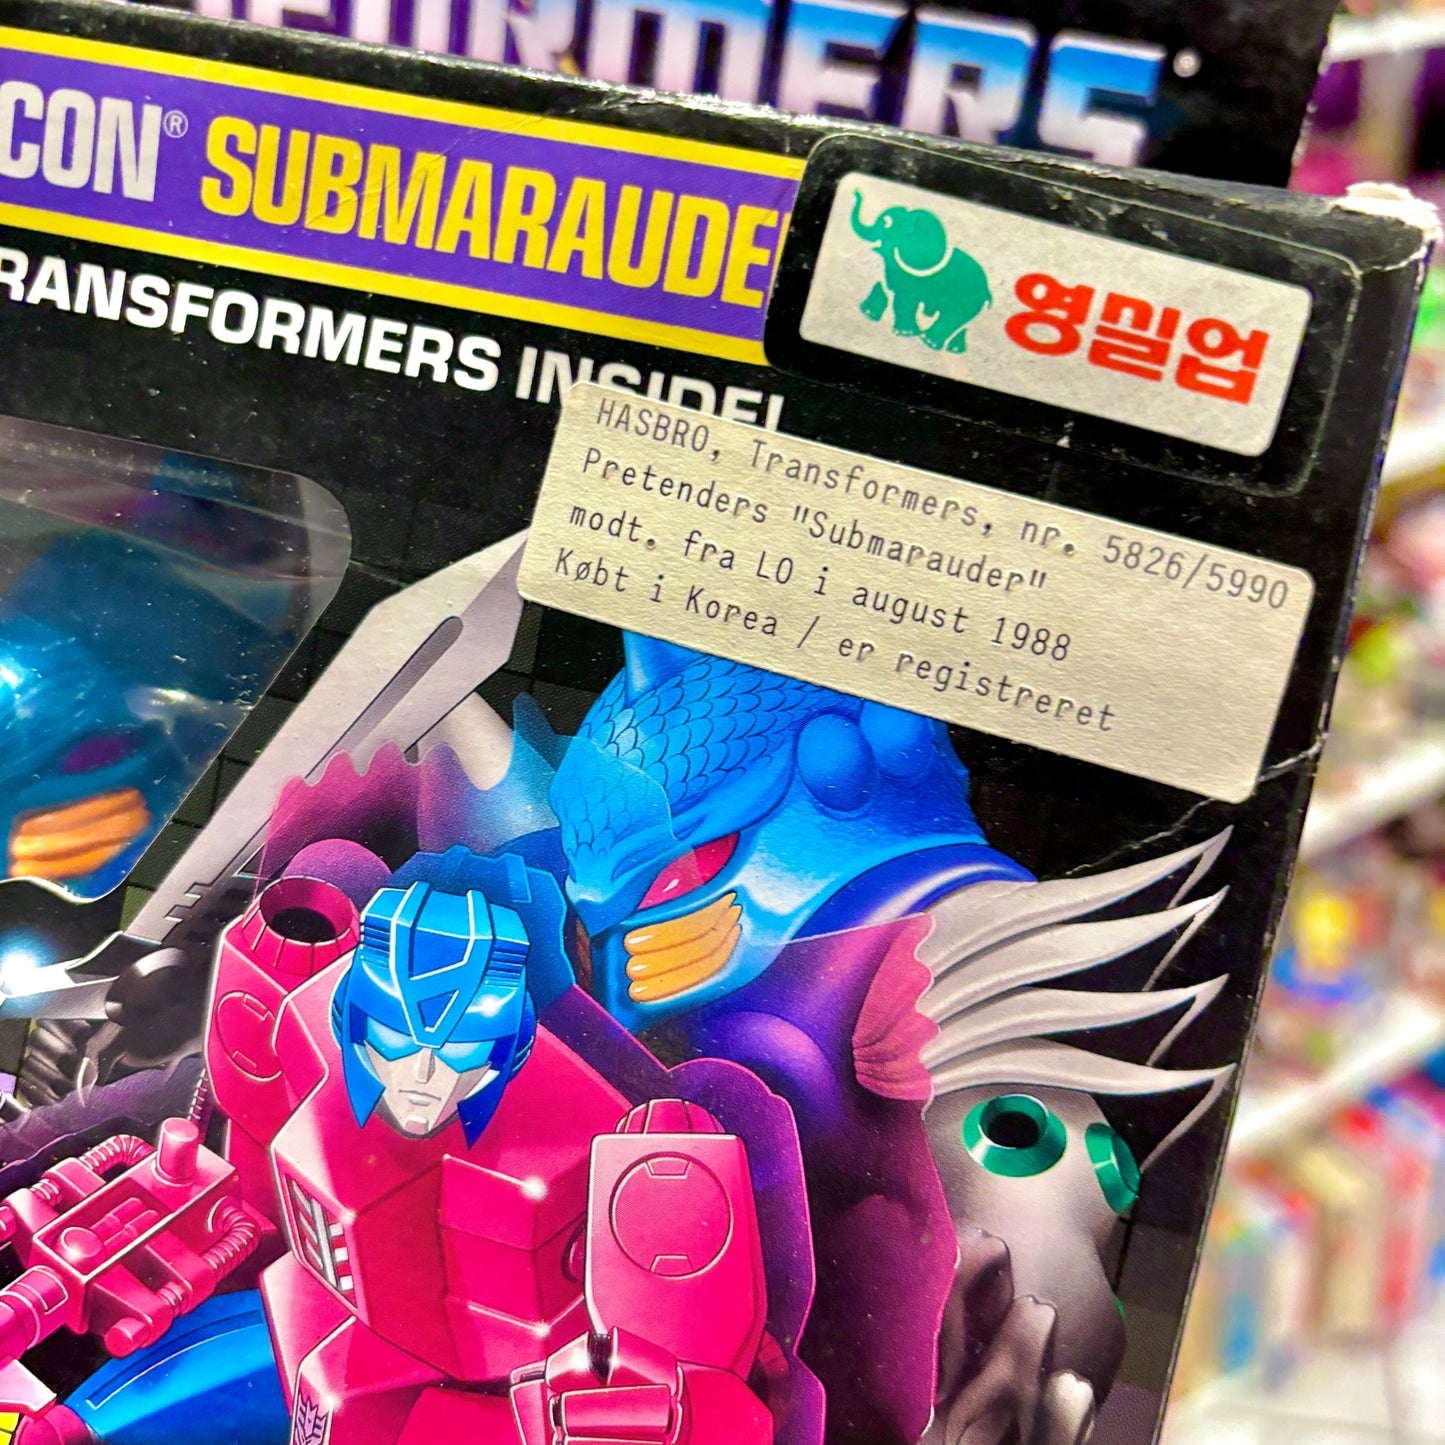 CON® SUBMARAUDE
영밀업
RANSFORMERS INSIDE!
HASBRO, Transformers, nr. 5826/5990
Pretenders "Submarauder"
modt. fra LO i august 1988
Købt i Korea / er registreret